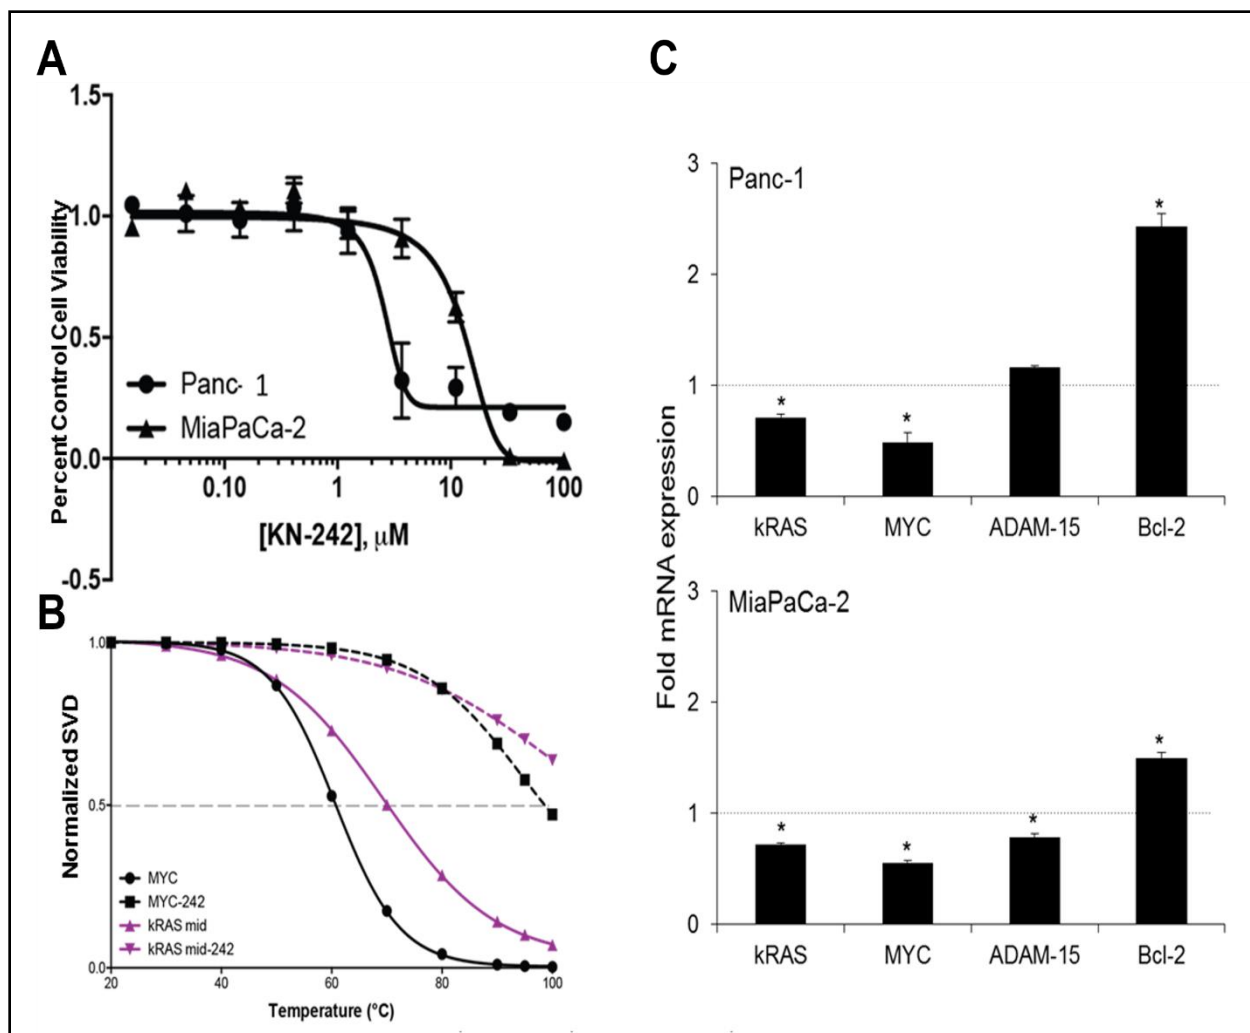 A
1.5
1.0
0.5
0.0
-0.5
Percent Control Cell Viability
Panc- 1
MiaPaCa-2
0.10 1 10 100
[KN-242], μM
B
1.0
0.5
0.0
Normalized SVD
MYC
MYC-242
kRAS mid
kRAS mid-242
20 40 60 80 100
Temperature (°C)
C
Fold mRNA expression
Panc-1
3
2
1
0
* * *
kRAS MYC ADAM-15 Bcl-2
MiaPaCa-2
3
2
1
0
* * * *
kRAS MYC ADAM-15 Bcl-2